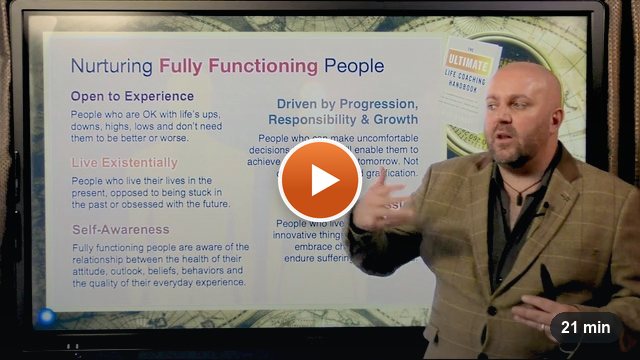 Nurturing Fully Functioning People
Open to Experience
People who are OK with life's ups,
downs, highs, lows and don't need
them to be better or worse.
Live Existentially
People who live their lives in the
present, opposed to being stuck in
the past or obsessed with the future.
Self-Awareness
Fully functioning people are aware of the
relationship between the health of their
attitude, outlook, beliefs, behaviors and
the quality of their everyday experience.
Driven by Progression,
Responsibility & Growth
People who can make uncomfortable
decisions enable them to
achieve tomorrow. Not
gratification.
People who live
innovative
embrace
endure
THE
ULTIMATE
LIFE COACHING
HANDBOOK
21 min